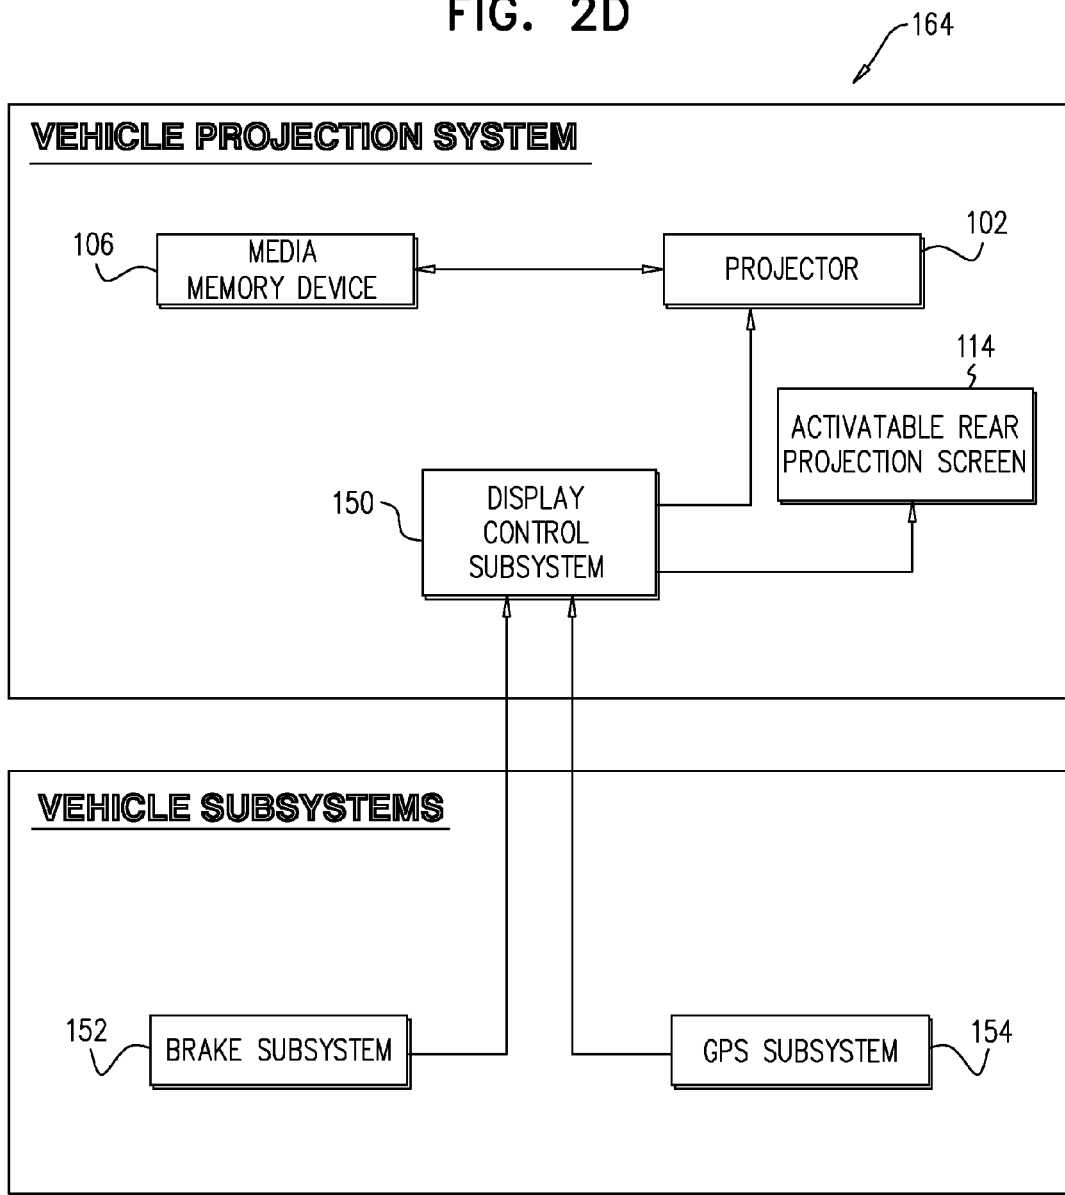 FIG. 2D
164
VEHICLE PROJECTION SYSTEM
106
MEDIA
MEMORY DEVICE
102
PROJECTOR
114
ACTIVATABLE REAR
PROJECTION SCREEN
150
DISPLAY
CONTROL
SUBSYSTEM
VEHICLE SUBSYSTEMS
152
BRAKE SUBSYSTEM
GPS SUBSYSTEM
154